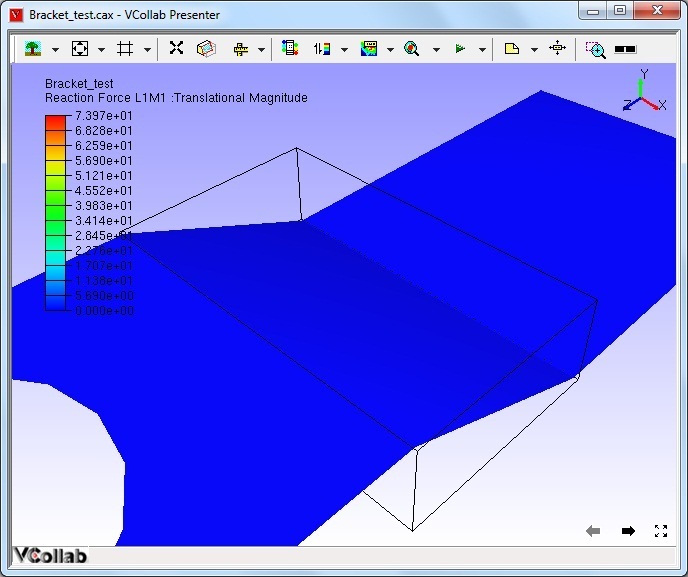 Bracket_test.cax - VCollab Presenter
Bracket_test
Reaction Force L1M1 :Translational Magnitude
7.397e+01
6.828e+01
6.259e+01
5.690e+01
5.121e+01
4.552e+01
3.983e+01
3.414e+01
2.845e+01
2.276e+01
1.707e+01
1.138e+01
5.690e+00
0.000e+00
Y
Z
X
VCollab